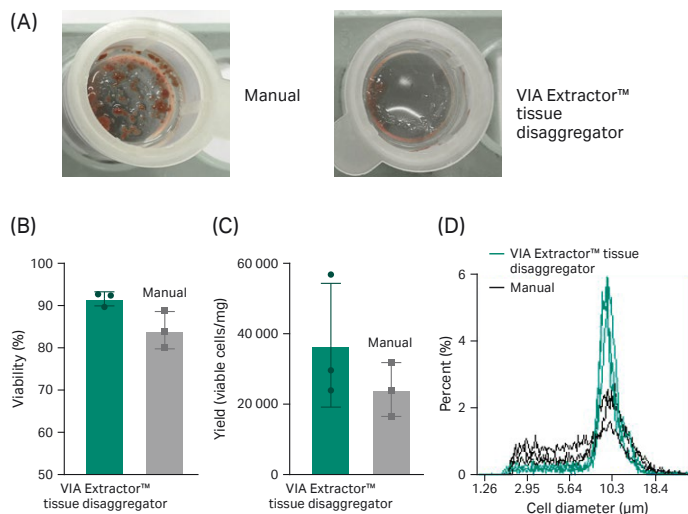 (A)
Manual
VIA Extractor™
tissue
disaggregator
(B)
100
90
80
70
60
50
Viability (%)
Manual
VIA Extractor™
tissue disaggregator
(C)
60 000
40 000
20 000
0
Yield (viable cells/mg)
Manual
VIA Extractor™
tissue disaggregator
(D)
VIA Extractor™ tissue
disaggregator
Manual
6
4
2
0
Percent (%)
1.26 2.95 5.64 10.3 18.4
Cell diameter (µm)